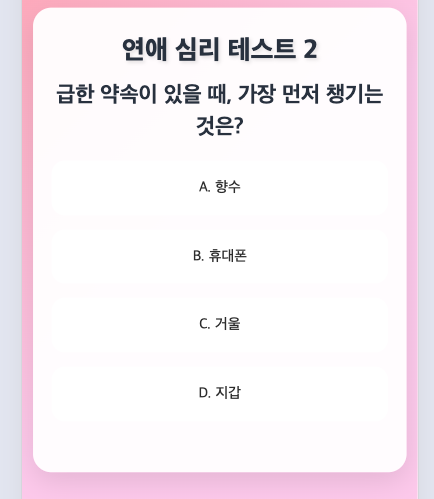 연애 심리 테스트 2
급한 약속이 있을 때, 가장 먼저 챙기는
것은?
A. 향수
B. 휴대폰
C. 거울
D. 지갑